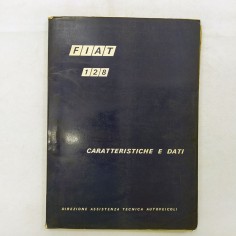 FIAT
128
CARATTERISTICHE E DATI
DIREZIONE ASSISTENZA TECNICA AUTOVEICOLI